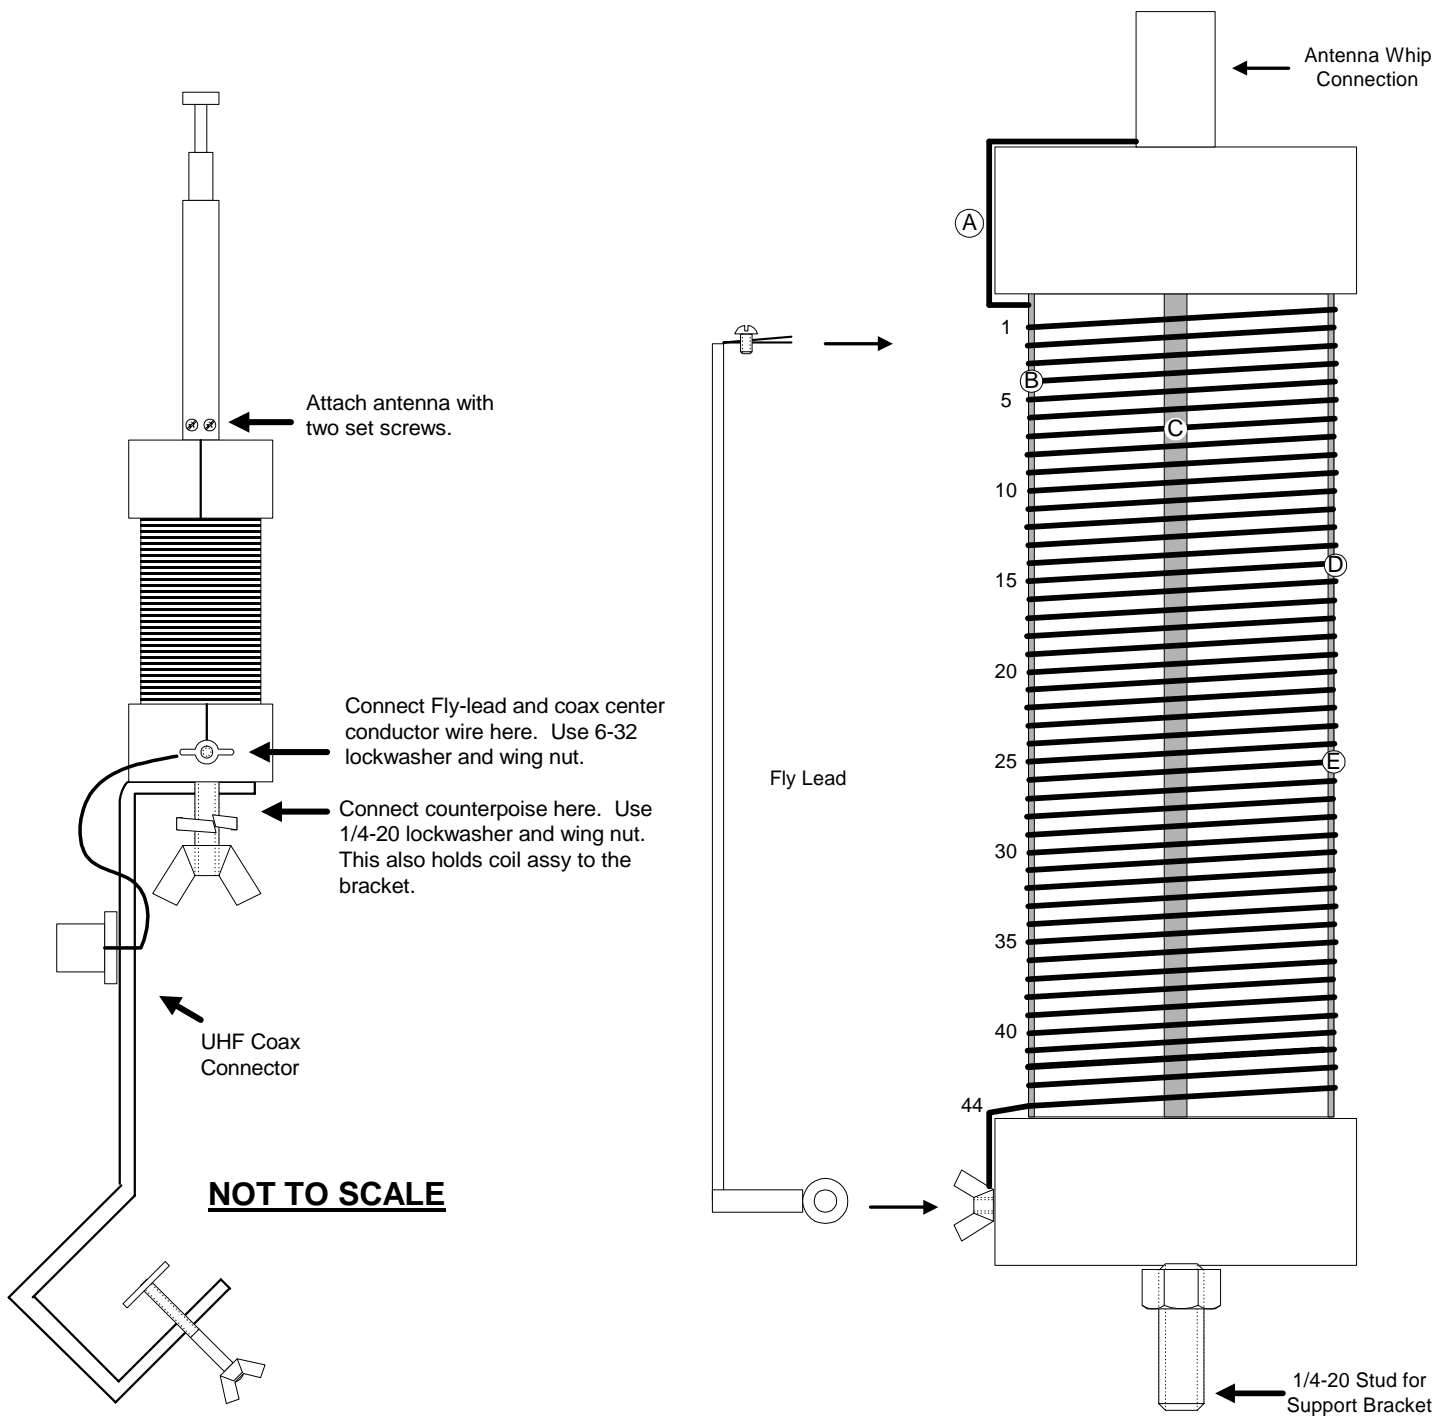 Antenna Whip
Connection
A
1
B
5
Attach antenna with
two set screws.
C
10
D
15
20
Connect Fly-lead and coax center
conductor wire here.  Use 6-32
lockwasher and wing nut.
25
E
Fly Lead
Connect counterpoise here.  Use
1/4-20 lockwasher and wing nut.
This also holds coil assy to the
bracket.
30
35
40
UHF Coax
Connector
44
NOT TO SCALE
1/4-20 Stud for
Support Bracket